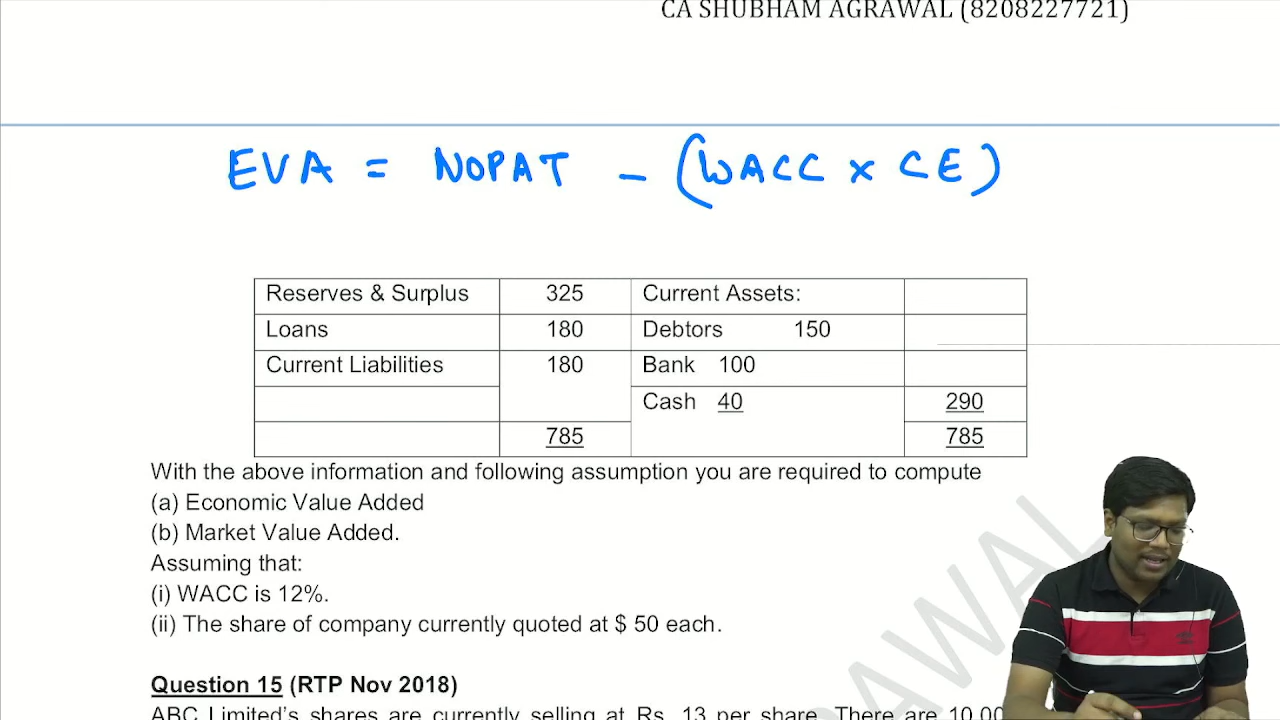 CA SHUBHAM AGRAWAL (8208227721)
EVA = NOPAT - (WACC x CE)
Reserves & Surplus 325 Current Assets:
Loans 180 Debtors 150
Current Liabilities 180 Bank 100
Cash 40 290
785 785
With the above information and following assumption you are required to compute
(a) Economic Value Added
(b) Market Value Added.
Assuming that:
(i) WACC is 12%.
(ii) The share of company currently quoted at $ 50 each.
Question 15 (RTP Nov 2018)
ABC Limited's shares are currently selling at Rs. 13 per share. There are 10,00